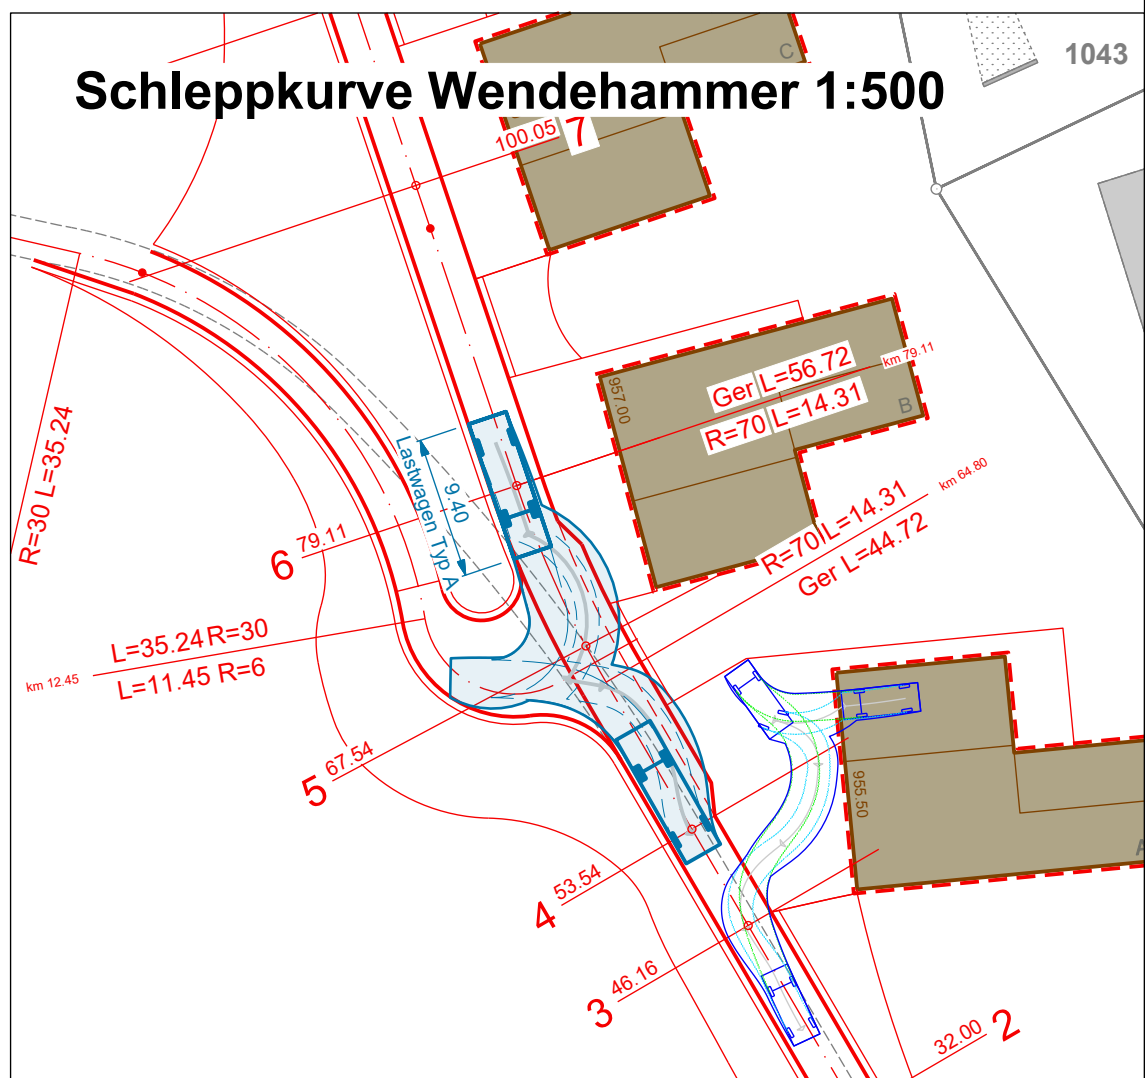 C
1043
Schleppkurve Wendehammer 1:500
100.05
7
957.00
Ger L=56.72
km 79.11
R=70 L=14.31
B
R=30 L=35.24
Lastwagen Typ A
9.40
km 64.80
R=70 L=14.31
Ger L=44.72
6 79.11
L=35.24 R=30
km 12.45
L=11.45 R=6
5 67.54
955.50
A
4 53.54
3 46.16
32.00 2